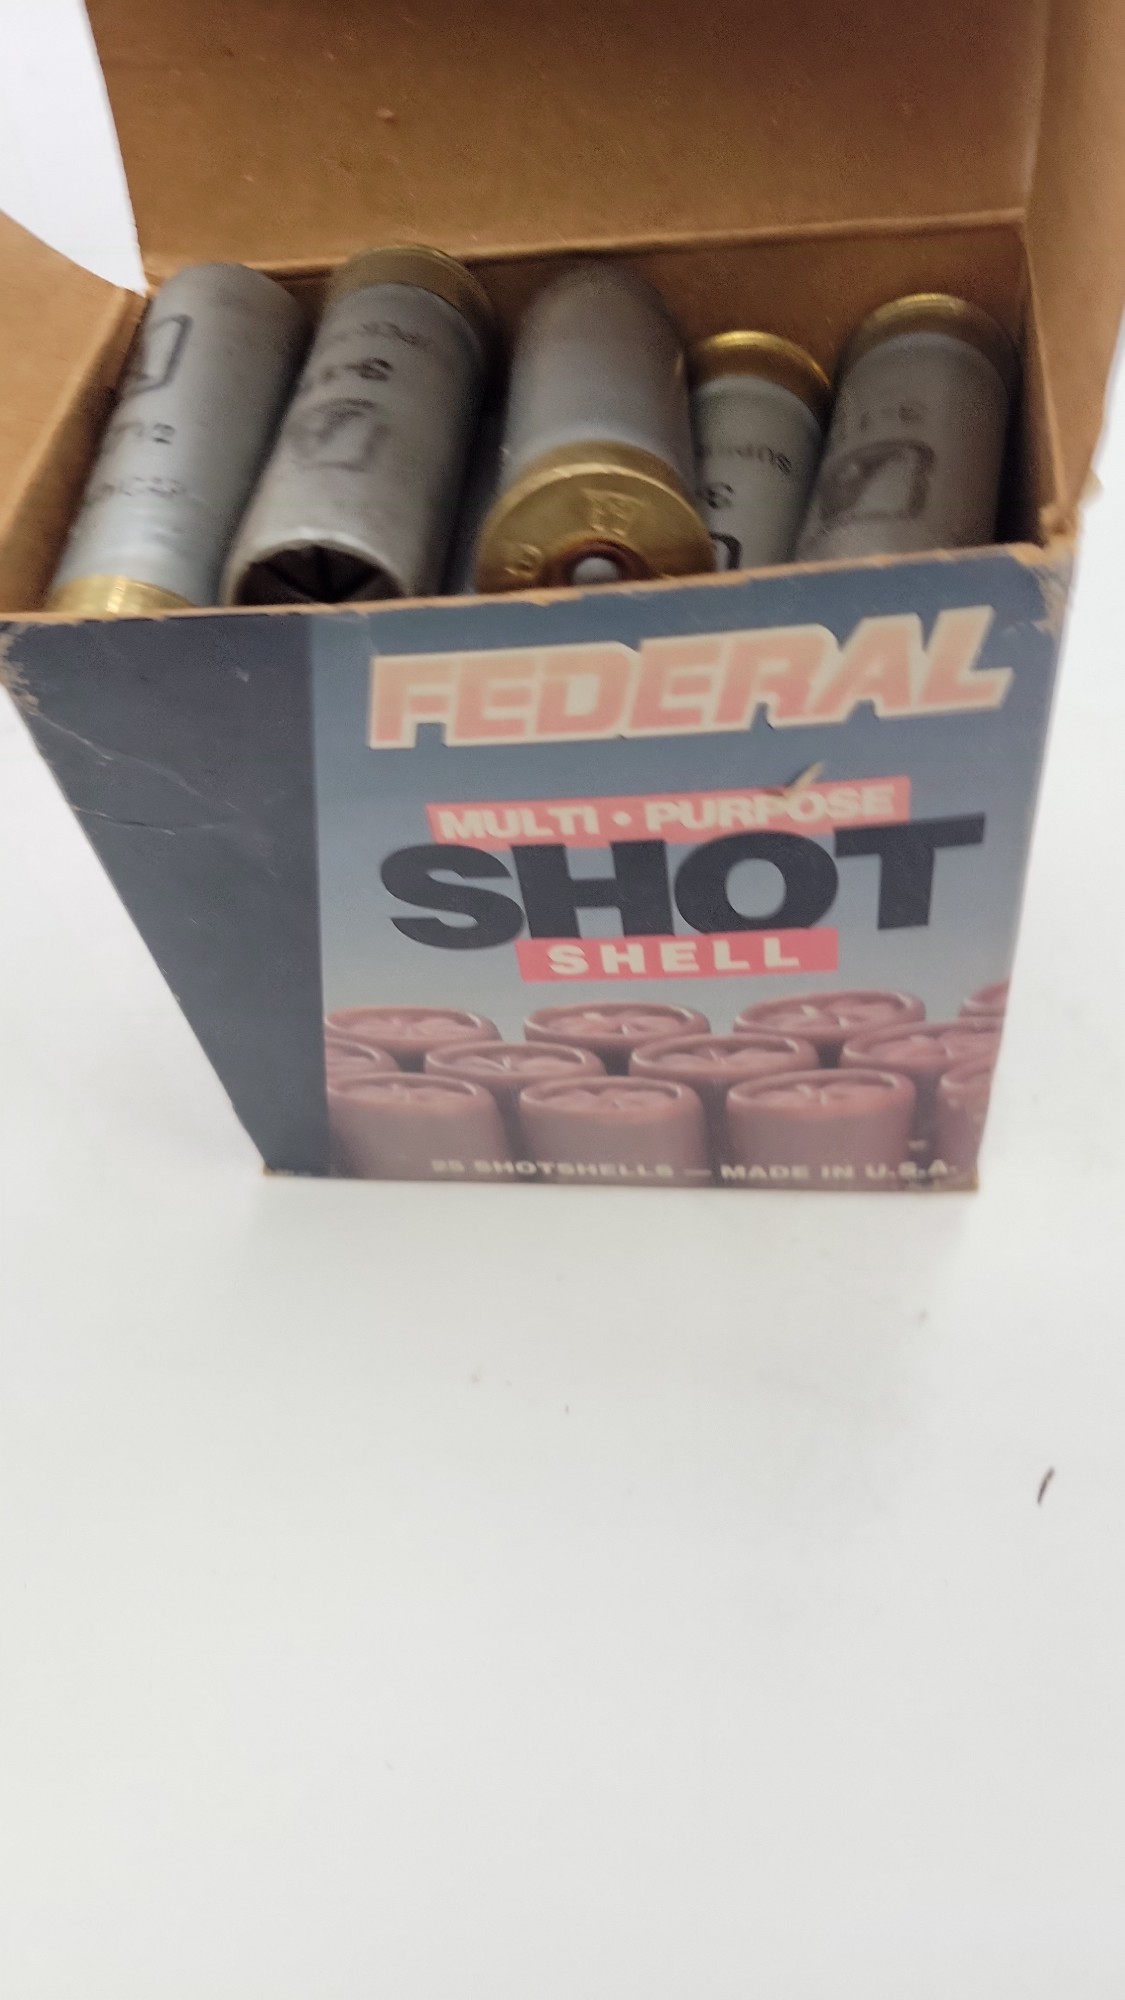 FEDERAL
MULTI • PURPOSE
SHOT
SHELL
25 SHOTSHELLS — MADE IN U.S.A.